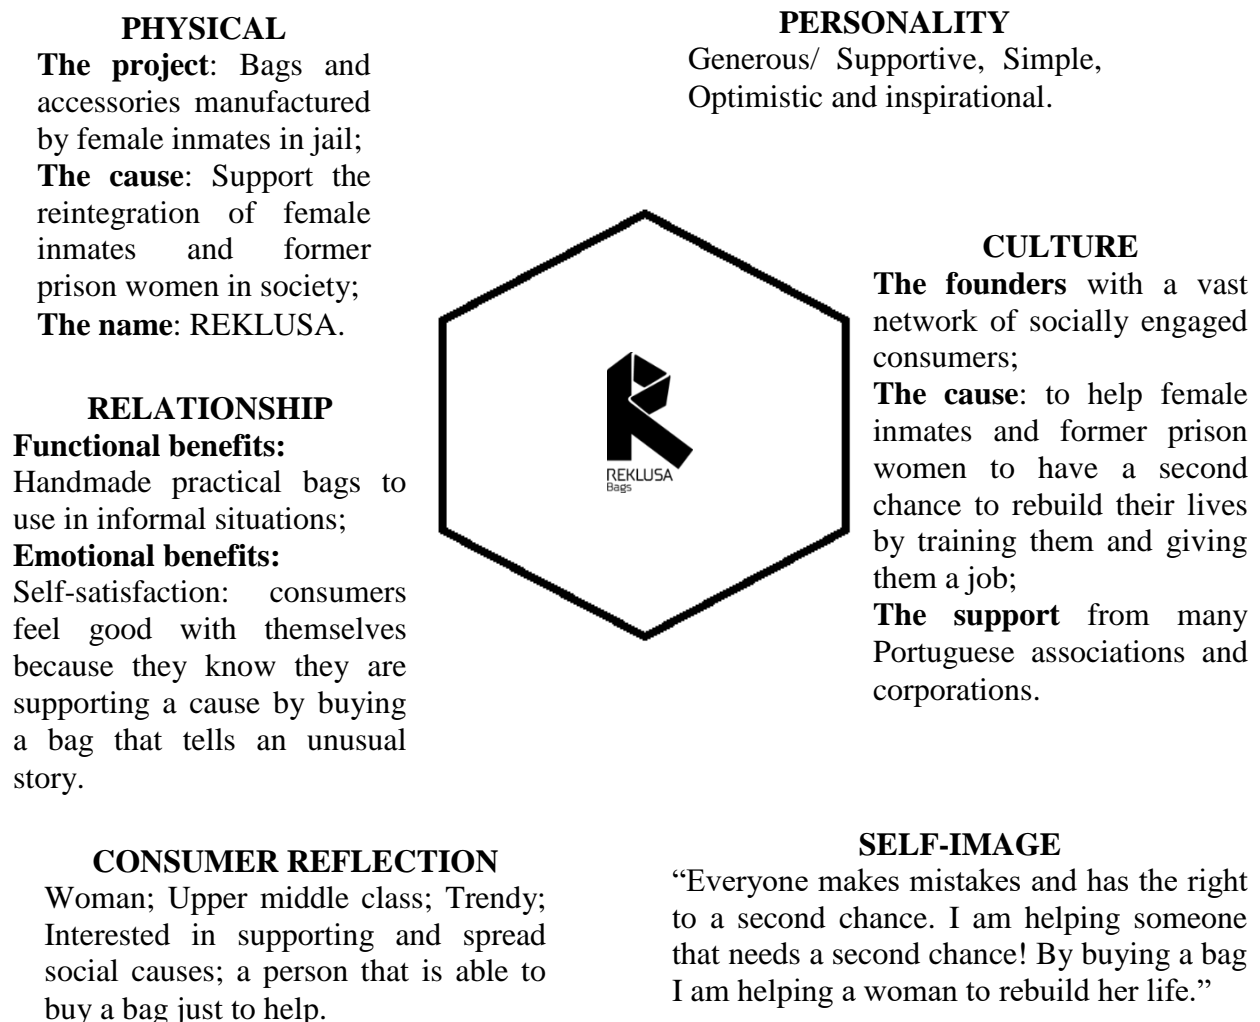 PHYSICAL
The project: Bags and
accessories manufactured
by female inmates in jail;
The cause: Support the
reintegration of female
inmates and former
prison women in society;
The name: REKLUSA.
PERSONALITY
Generous/ Supportive, Simple,
Optimistic and inspirational.
RELATIONSHIP
Functional benefits:
Handmade practical bags to
use in informal situations;
Emotional benefits:
Self-satisfaction: consumers
feel good with themselves
because they know they are
supporting a cause by buying
a bag that tells an unusual
story.
REKLUSA
Bags
CULTURE
The founders with a vast
network of socially engaged
consumers;
The cause: to help female
inmates and former prison
women to have a second
chance to rebuild their lives
by training them and giving
them a job;
The support from many
Portuguese associations and
corporations.
CONSUMER REFLECTION
Woman; Upper middle class; Trendy;
Interested in supporting and spread
social causes; a person that is able to
buy a bag just to help.
SELF-IMAGE
“Everyone makes mistakes and has the right
to a second chance. I am helping someone
that needs a second chance! By buying a bag
I am helping a woman to rebuild her life.”